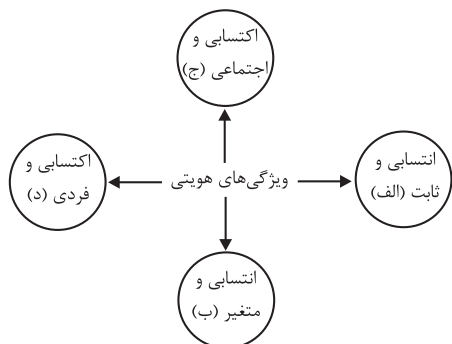 اکتسابی و
اجتماعی (ج)
انتسابی و
ثابت (الف)
ویژگی‌های هویتی
اکتسابی و
فردی (د)
انتسابی و
متغیر (ب)